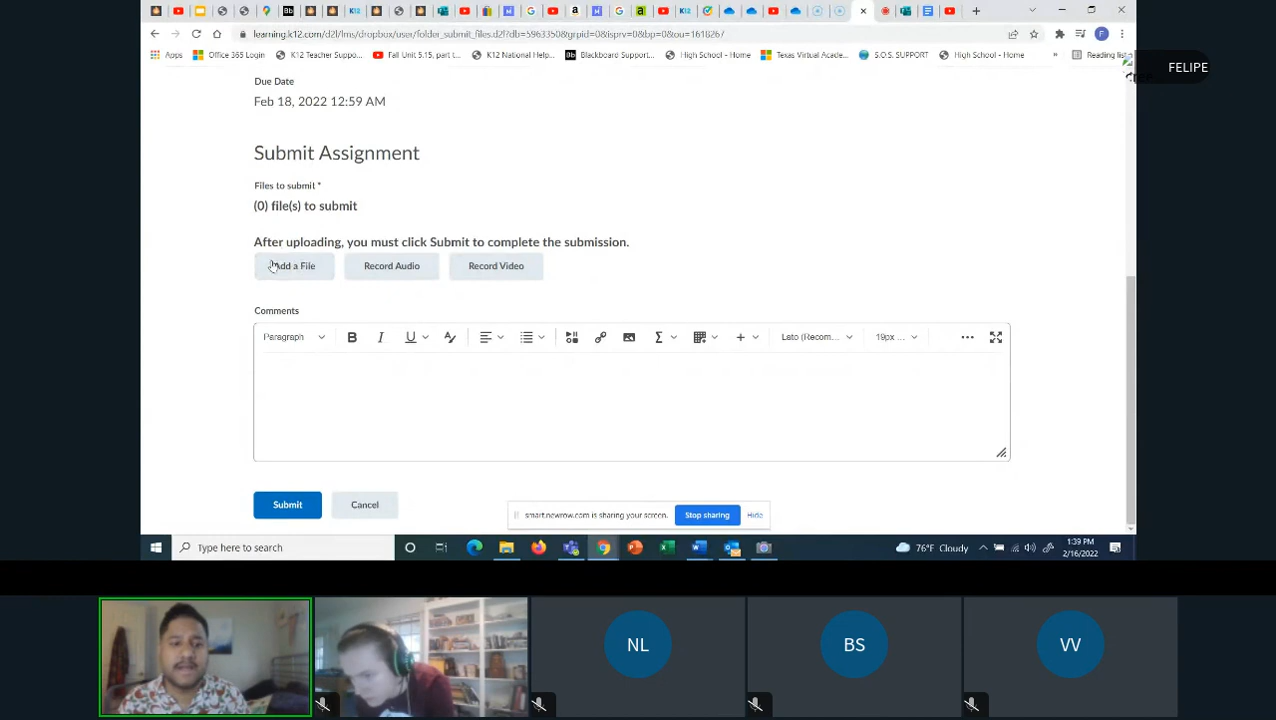 learning.k12.com/d2l/lms/dropbox/user/folder_submit_files.d2l?db=5963350&grpid=0&isprv=0&bp=0&ou=1618267
Office 365 Login
K12 Teacher Suppo...
Fall Unit 5.15, part t...
K12 National Help...
Blackboard Support...
High School - Home
Texas Virtual Acade...
S.O.S. SUPPORT
High School - Home
»
Reading list
FELIPE
Due Date
Feb 18, 2022 12:59 AM
Submit Assignment
Files to submit *
(0) file(s) to submit
After uploading, you must click Submit to complete the submission.
Add a File
Record Audio
Record Video
Comments
Paragraph
B
I
U
Lato (Recom...
19px ...
Submit
Cancel
smart.newrow.com is sharing your screen.
Stop sharing
Hide
Type here to search
76°F Cloudy
1:39 PM
2/16/2022
NL
BS
VV